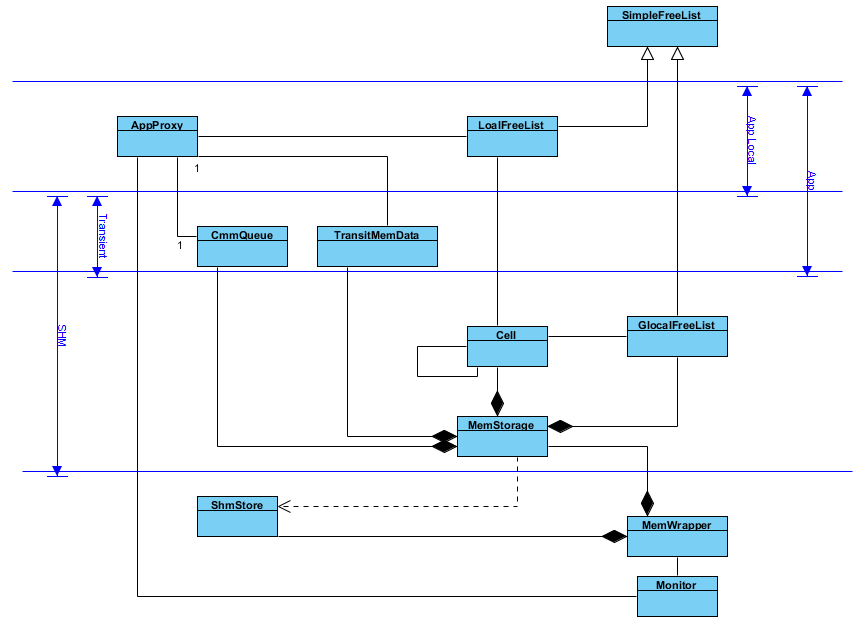 SimpleFreeList
AppProxy
LoalFreeList
App Local
App
1
Transient
CmmQueue
TransitMemData
1
SHM
Cell
GlocalFreeList
MemStorage
ShmStore
MemWrapper
Monitor